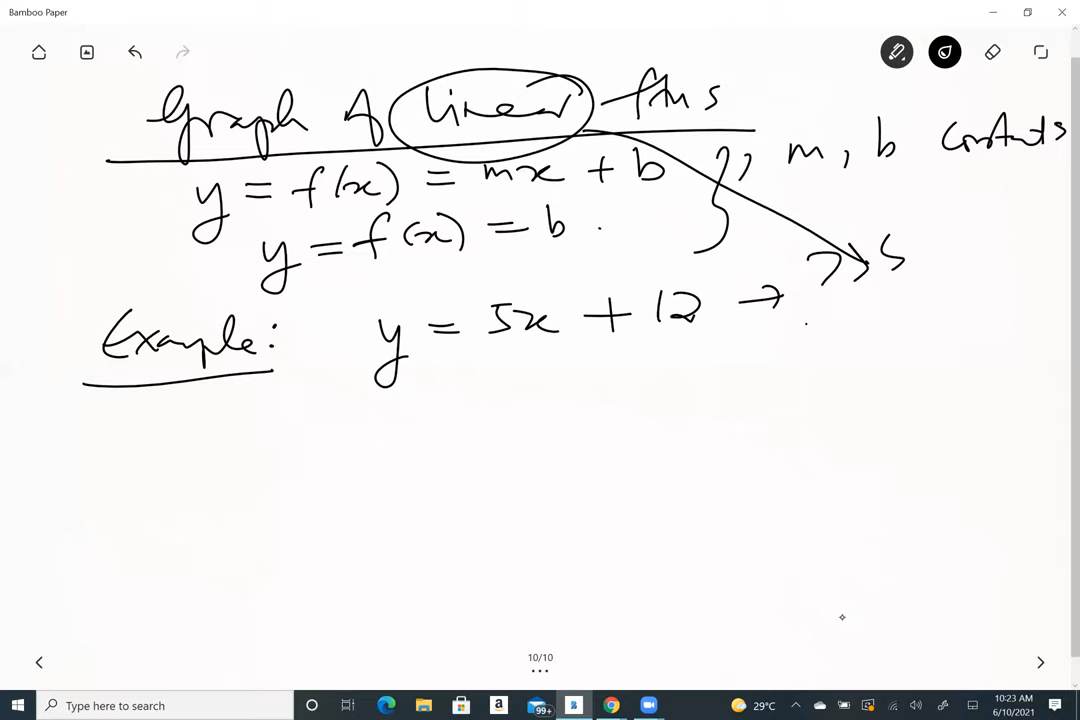 Bamboo Paper
Graph of linear fns
y = f(x) = mx + b } , m, b constants
y = f(x) = b .
Example: y = 5x + 12 →
10/10
Type here to search
99+
29°C
10:23 AM
6/10/2021